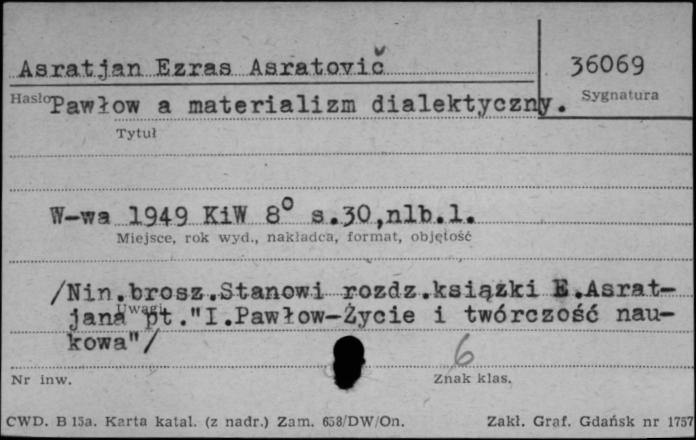 Asratjan Ezras Asratovič
36069
Hasło
Sygnatura
Pawłow a materializm dialektyczny.
Tytuł
W-wa 1949 KiW 8° s.30,nlb.1.
Miejsce, rok wyd., nakładca, format, objętość
/Nin.brosz.Stanowi rozdz.książki E.Asrat-
Uwagi
jana pt."I.Pawłow-Życie i twórczość nau-
kowa"/
6
Nr inw.
Znak klas.
CWD. B 15a. Karta katal. (z nadr.) Zam. 658/DW/On.
Zakł. Graf. Gdańsk nr 1757